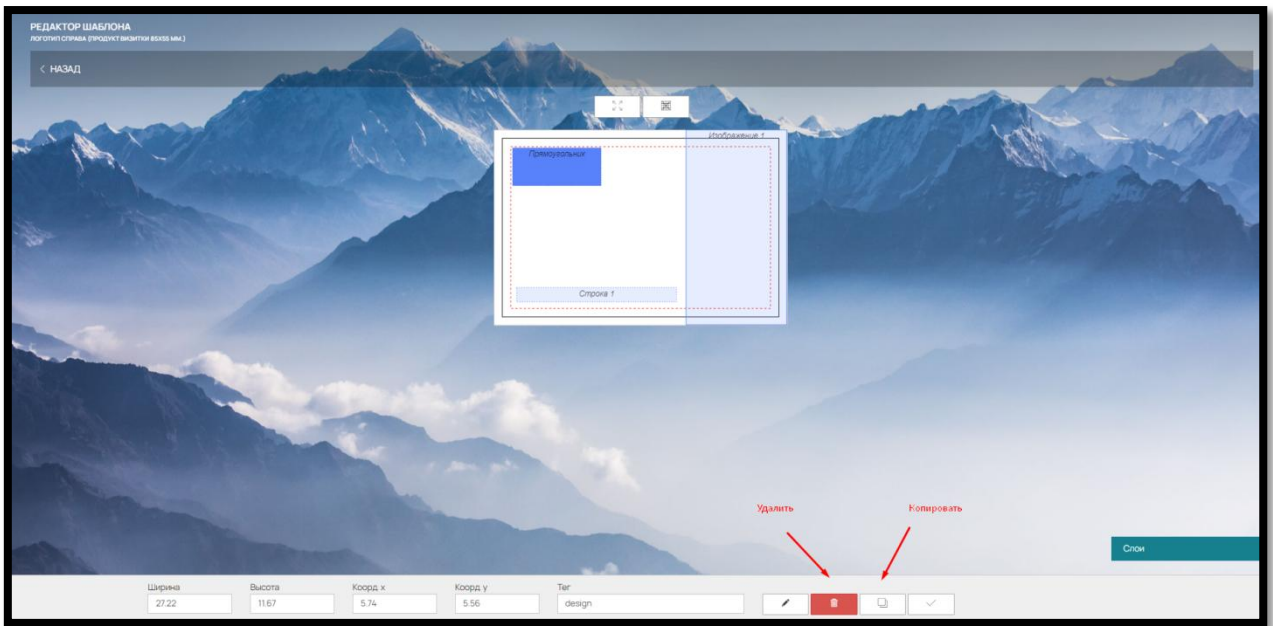 РЕДАКТОР ШАБЛОНА
ЛОГОТИП СПРАВА (ПРОДУКТ ВИЗИТКИ 85X55 ММ.)
< НАЗАД
Изображение 1
Прямоугольник
Строка 1
Удалить
Копировать
Слои
Ширина
Высота
Коорд. x
Коорд. y
Тег
27.22
11.67
5.74
5.56
design